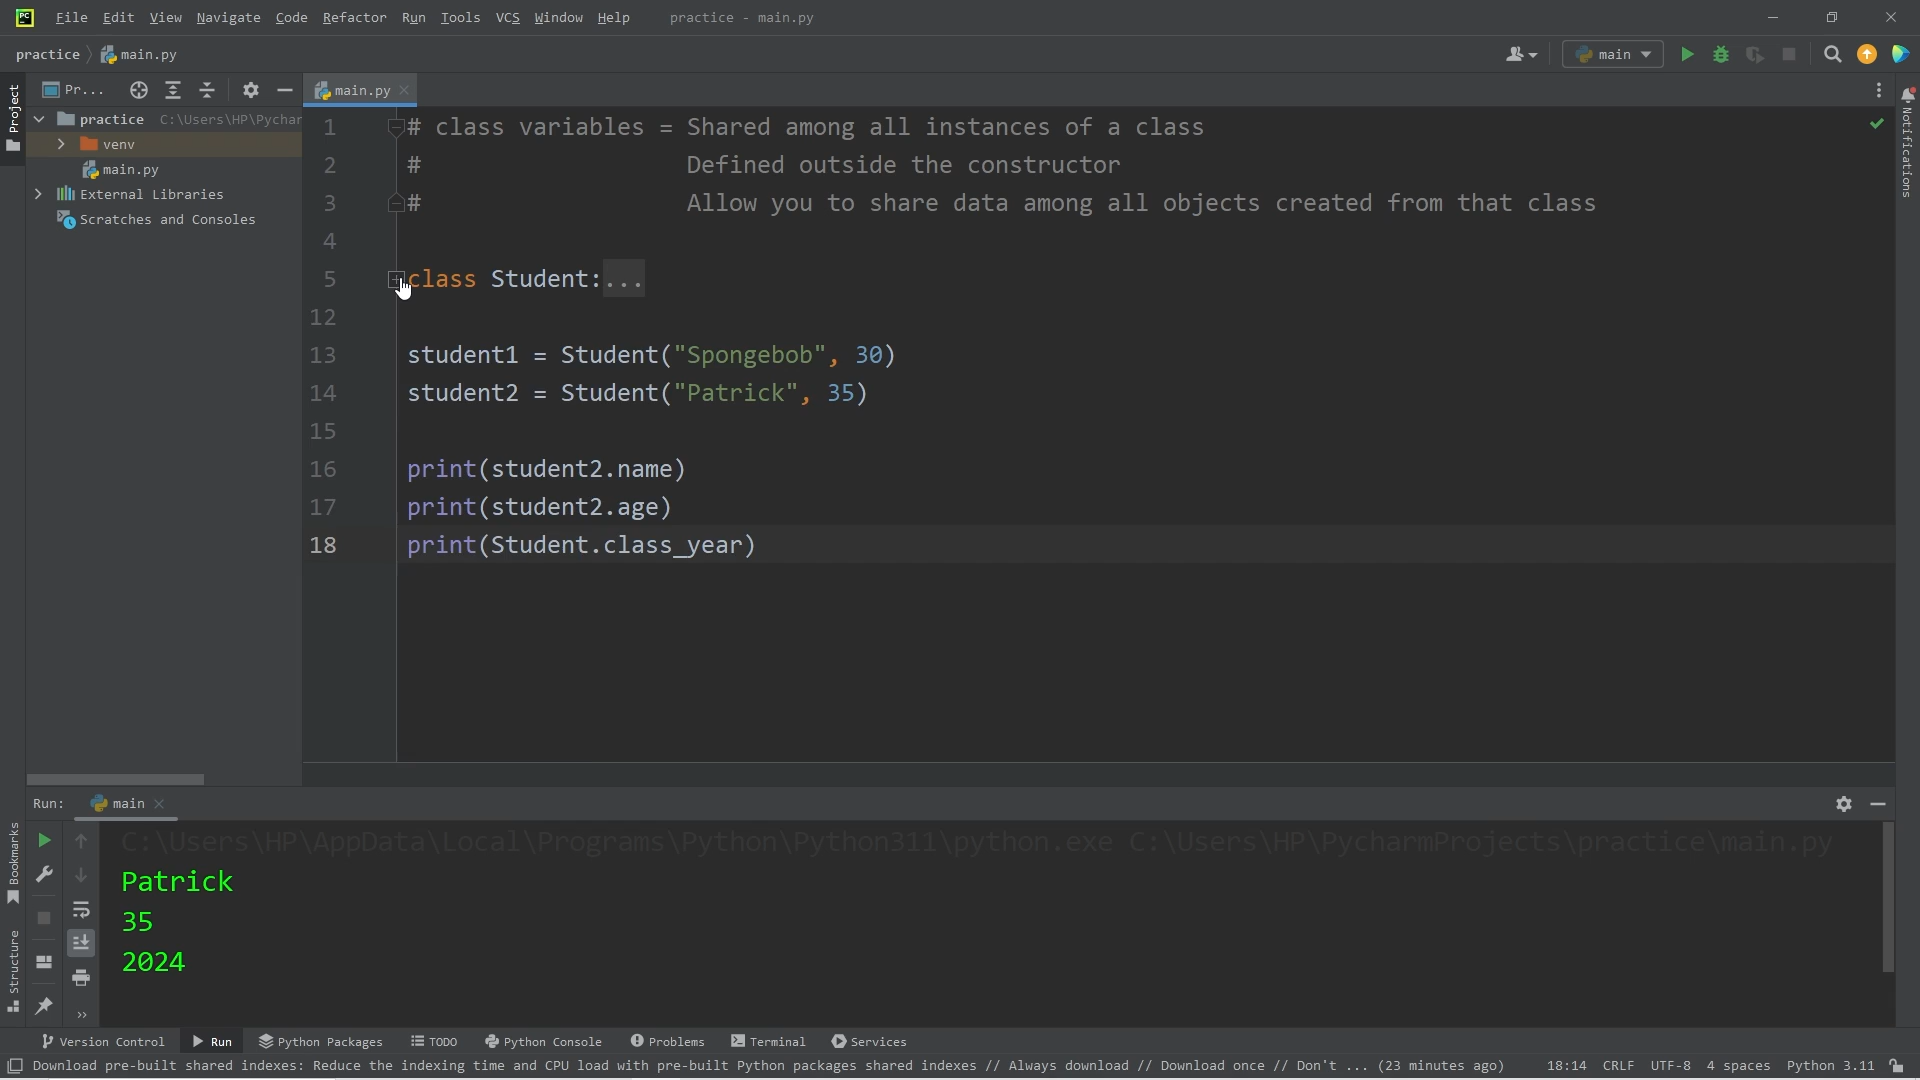 File Edit View Navigate Code Refactor Run Tools VCS Window Help practice - main.py
practice main.py main
Project
Pr... main.py
practice C:\Users\HP\Pychar
venv
main.py
External Libraries
Scratches and Consoles
1 # class variables = Shared among all instances of a class
2 # Defined outside the constructor
3 # Allow you to share data among all objects created from that class
4
5 class Student:...
12
13 student1 = Student("Spongebob", 30)
14 student2 = Student("Patrick", 35)
15
16 print(student2.name)
17 print(student2.age)
18 print(Student.class_year)
Notifications
Run: main
C:\Users\HP\AppData\Local\Programs\Python\Python311\python.exe C:\Users\HP\PycharmProjects\practice\main.py
Patrick
35
2024
Bookmarks
Structure
Version Control Run Python Packages TODO Python Console Problems Terminal Services
Download pre-built shared indexes: Reduce the indexing time and CPU load with pre-built Python packages shared indexes // Always download // Download once // Don't ... (23 minutes ago) 18:14 CRLF UTF-8 4 spaces Python 3.11